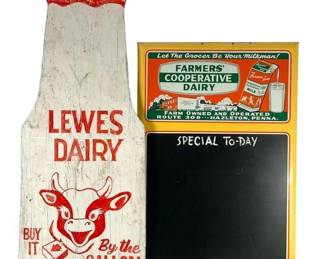 LEWES
DAIRY
BUY
IT
By the
GALLON
Let The Grocer Be Your Milkman!
FARMERS'
COOPERATIVE
DAIRY
FARM OWNED AND OPERATED
ROUTE 309--- HAZLETON, PENNA.
SPECIAL TO-DAY